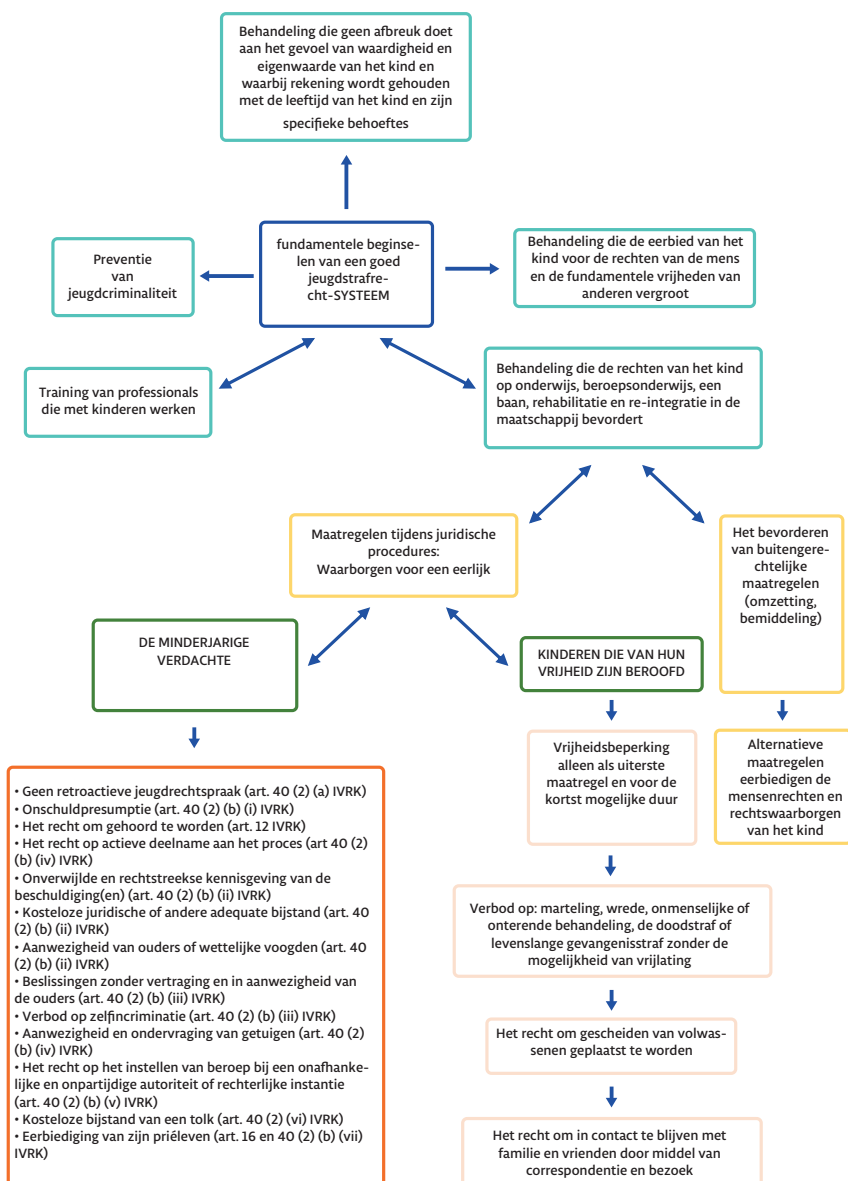 Behandeling die geen afbreuk doet
aan het gevoel van waardigheid en
eigenwaarde van het kind en
waarbij rekening wordt gehouden
met de leeftijd van het kind en zijn
specifieke behoeftes
Preventie
van
jeugdcriminaliteit
fundamentele beginse-
len van een goed
jeugdstrafre-
cht-SYSTEEM
Behandeling die de eerbied van het
kind voor de rechten van de mens
en de fundamentele vrijheden van
anderen vergroot
Training van professionals
die met kinderen werken
Behandeling die de rechten van het kind
op onderwijs, beroepsonderwijs, een
baan, rehabilitatie en re-integratie in de
maatschappij bevordert
Maatregelen tijdens juridische
procedures:
Waarborgen voor een eerlijk
Het bevorderen
van buitengere-
chtelijke
maatregelen
(omzetting,
bemiddeling)
DE MINDERJARIGE
VERDACHTE
KINDEREN DIE VAN HUN
VRIJHEID ZIJN BEROOFD
Vrijheidsbeperking
alleen als uiterste
maatregel en voor de
kortst mogelijke duur
Alternatieve
maatregelen
eerbiedigen de
mensenrechten en
rechtswaarborgen
van het kind
• Geen retroactieve jeugdrechtspraak (art. 40 (2) (a) IVRK)
• Onschuldpresumptie (art. 40 (2) (b) (i) IVRK)
• Het recht om gehoord te worden (art. 12 IVRK)
• Het recht op actieve deelname aan het proces (art 40 (2)
(b) (iv) IVRK)
• Onverwijlde en rechtstreekse kennisgeving van de
beschuldiging(en) (art. 40 (2) (b) (ii) IVRK)
• Kosteloze juridische of andere adequate bijstand (art. 40
(2) (b) (ii) IVRK)
• Aanwezigheid van ouders of wettelijke voogden (art. 40
(2) (b) (ii) IVRK)
• Beslissingen zonder vertraging en in aanwezigheid van
de ouders (art. 40 (2) (b) (iii) IVRK)
• Verbod op zelfincriminatie (art. 40 (2) (b) (iii) IVRK)
• Aanwezigheid en ondervraging van getuigen (art. 40 (2)
(b) (iv) IVRK)
• Het recht op het instellen van beroep bij een onafhanke-
lijke en onpartijdige autoriteit of rechterlijke instantie
(art. 40 (2) (b) (v) IVRK)
• Kosteloze bijstand van een tolk (art. 40 (2) (vi) IVRK)
• Eerbiediging van zijn priéleven (art. 16 en 40 (2) (b) (vii)
IVRK)
Verbod op: marteling, wrede, onmenselijke of
onterende behandeling, de doodstraf of
levenslange gevangenisstraf zonder de
mogelijkheid van vrijlating
Het recht om gescheiden van volwas-
senen geplaatst te worden
Het recht om in contact te blijven met
familie en vrienden door middel van
correspondentie en bezoek